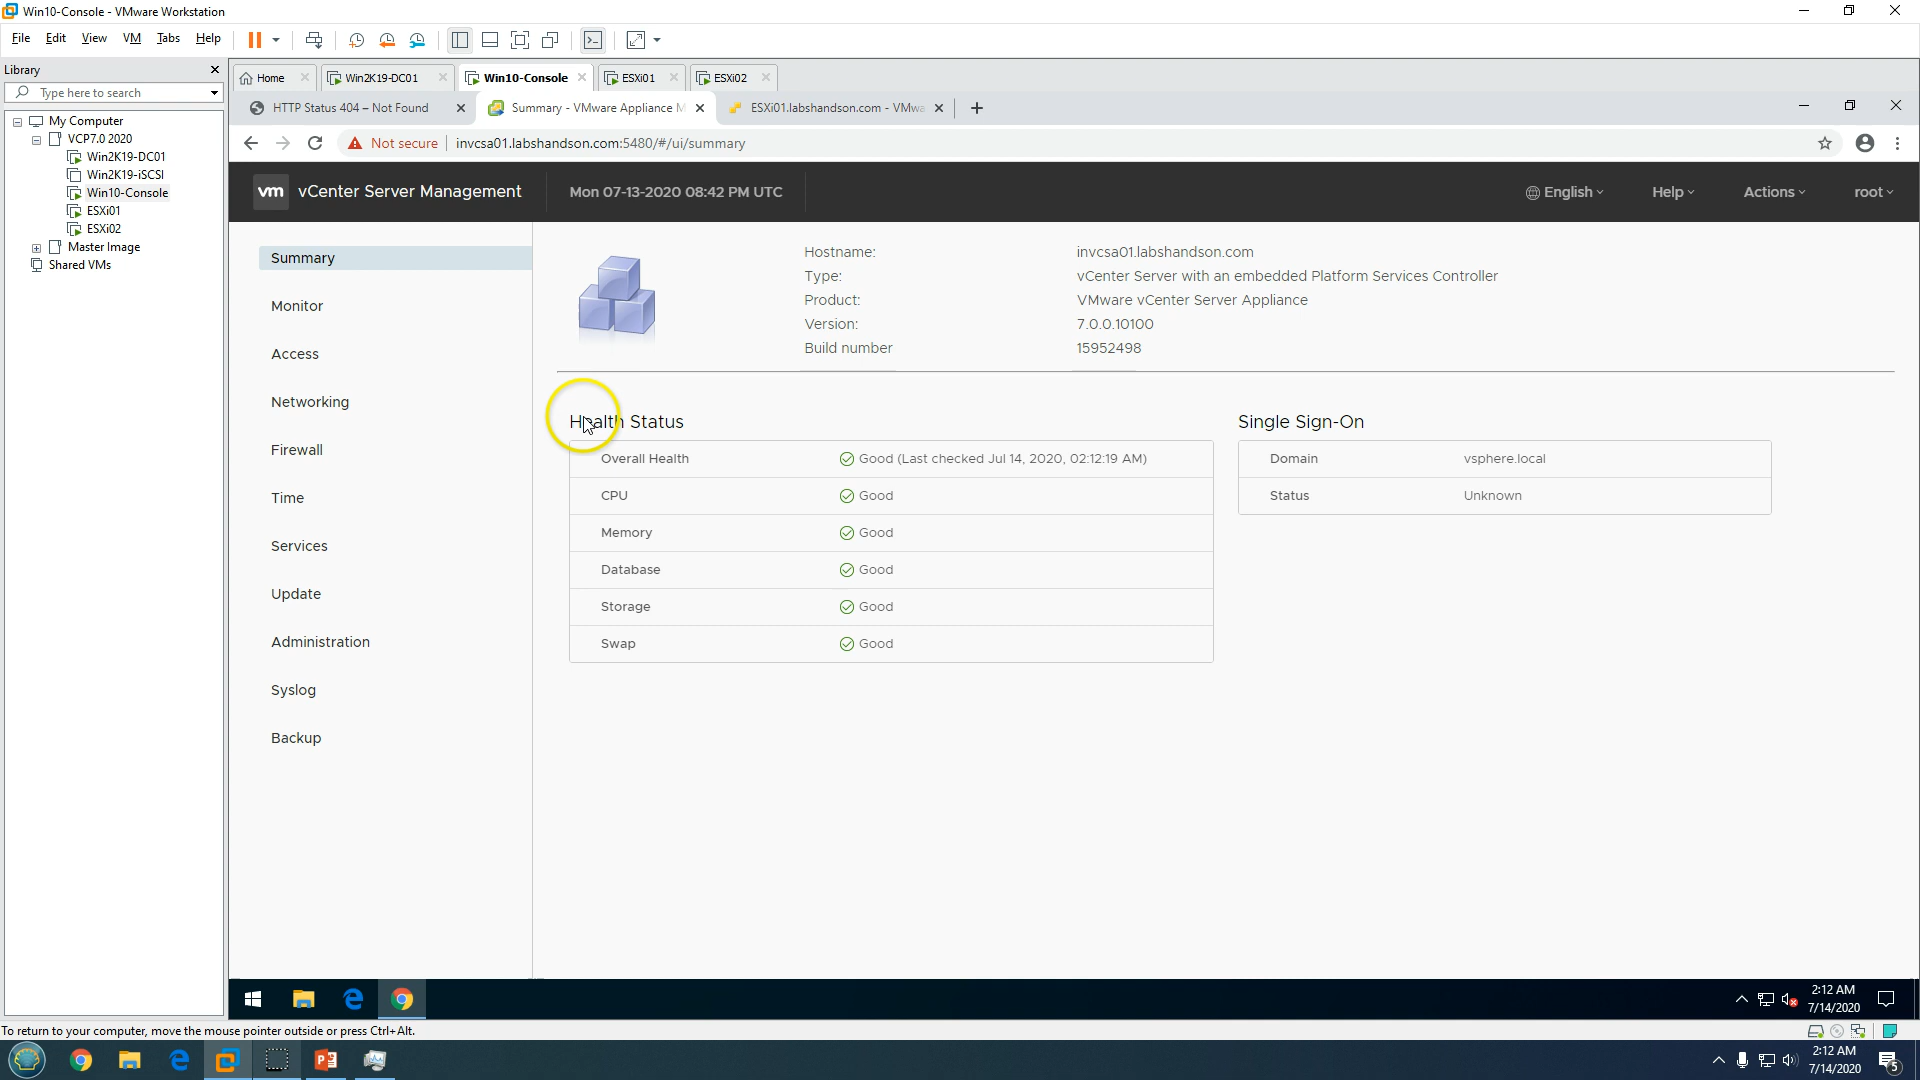 Win10-Console - VMware Workstation
File Edit View VM Tabs Help
Library
Type here to search
My Computer
VCP7.0 2020
Win2K19-DC01
Win2K19-iSCSI
Win10-Console
ESXi01
ESXi02
Master Image
Shared VMs
Home Win2K19-DC01 Win10-Console ESXi01 ESXi02
HTTP Status 404 – Not Found Summary - VMware Appliance M ESXi01.labshandson.com - VMwa
Not secure invcsa01.labshandson.com:5480/#/ui/summary
vm vCenter Server Management Mon 07-13-2020 08:42 PM UTC English Help Actions root
Summary
Monitor
Access
Networking
Firewall
Time
Services
Update
Administration
Syslog
Backup
Hostname: invcsa01.labshandson.com
Type: vCenter Server with an embedded Platform Services Controller
Product: VMware vCenter Server Appliance
Version: 7.0.0.10100
Build number 15952498
Health Status
Overall Health Good (Last checked Jul 14, 2020, 02:12:19 AM)
CPU Good
Memory Good
Database Good
Storage Good
Swap Good
Single Sign-On
Domain vsphere.local
Status Unknown
2:12 AM
7/14/2020
To return to your computer, move the mouse pointer outside or press Ctrl+Alt.
2:12 AM
7/14/2020
5